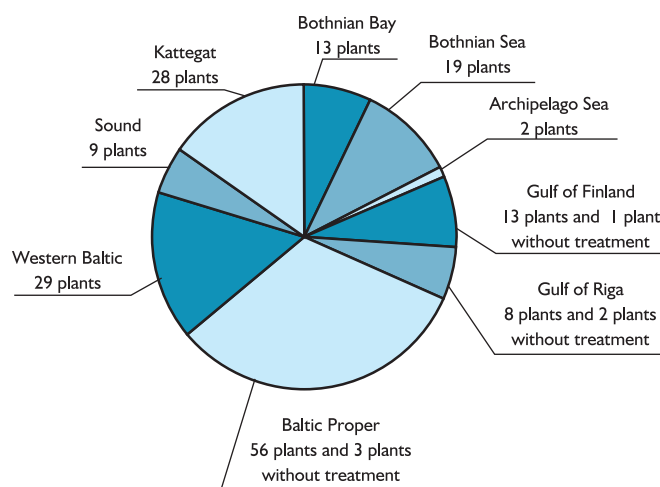 Bothnian Bay
13 plants
Bothnian Sea
19 plants
Archipelago Sea
2 plants
Gulf of Finland
13 plants and 1 plant
without treatment
Gulf of Riga
8 plants and 2 plants
without treatment
Baltic Proper
56 plants and 3 plants
without treatment
Western Baltic
29 plants
Sound
9 plants
Kattegat
28 plants